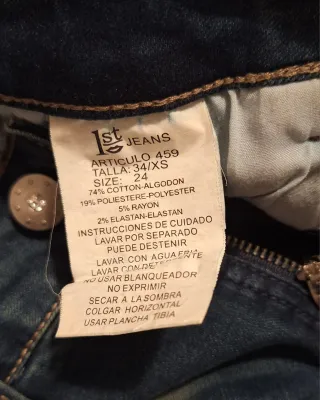 1st JEANS
ARTICULO 459
TALLA: 34/XS
SIZE: 24
74% COTTON-ALGODON
19% POLIESTERE-POLYESTER
5% RAYON
2% ELASTAN-ELASTAN
INSTRUCCIONES DE CUIDADO
LAVAR POR SEPARADO
PUEDE DESTENIR
LAVAR CON AGUA FRIA
LAVAR CON
NO USAR BLANQUEADOR
NO EXPRIMIR
SECAR A LA SOMBRA
COLGAR HORIZONTAL
USAR PLANCHA TIBIA